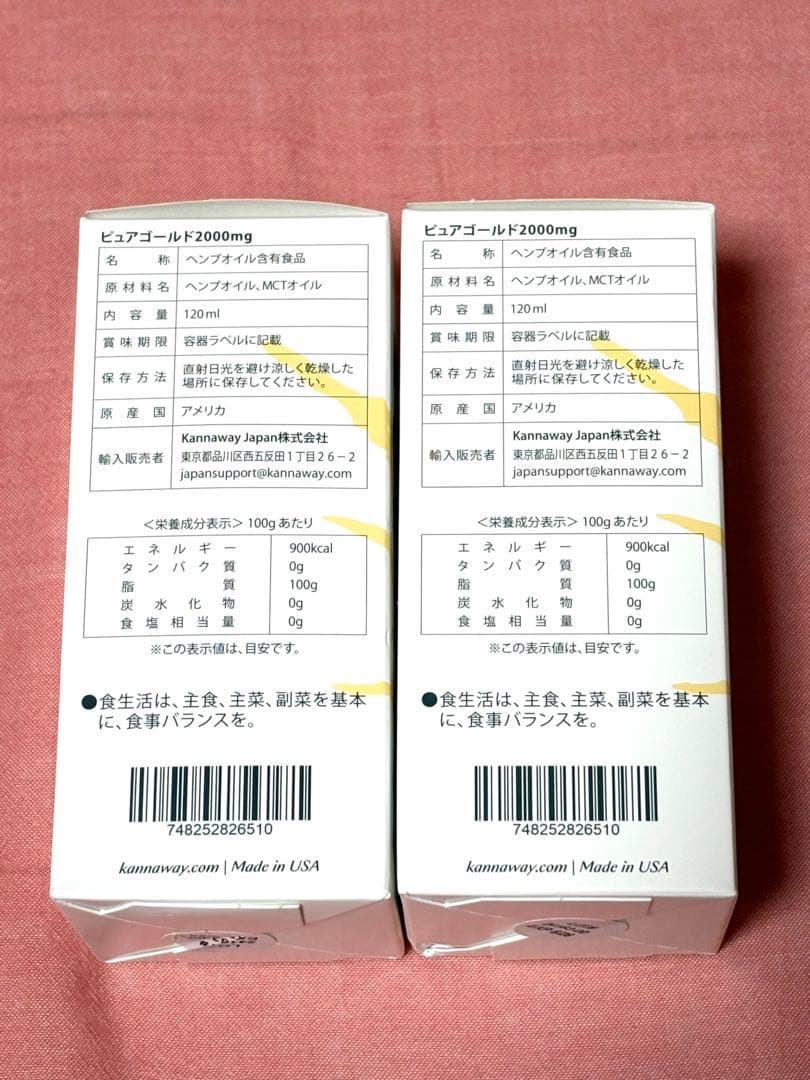 ピュアゴールド2000mg
名称 ヘンプオイル含有食品
原材料名 ヘンプオイル、MCTオイル
内容量 120ml
賞味期限 容器ラベルに記載
保存方法 直射日光を避け涼しく乾燥した
場所に保存してください。
原産国 アメリカ
輸入販売者 Kannaway Japan株式会社
東京都品川区西五反田1丁目26-2
japansupport@kannaway.com
<栄養成分表示> 100gあたり
エネルギー 900kcal
タンパク質 0g
脂質 100g
炭水化物 0g
食塩相当量 0g
※この表示値は、目安です。
●食生活は、主食、主菜、副菜を基本
に、食事バランスを。
748252826510
kannaway.com | Made in USA
ピュアゴールド2000mg
名称 ヘンプオイル含有食品
原材料名 ヘンプオイル、MCTオイル
内容量 120ml
賞味期限 容器ラベルに記載
保存方法 直射日光を避け涼しく乾燥した
場所に保存してください。
原産国 アメリカ
輸入販売者 Kannaway Japan株式会社
東京都品川区西五反田1丁目26-2
japansupport@kannaway.com
<栄養成分表示> 100gあたり
エネルギー 900kcal
タンパク質 0g
脂質 100g
炭水化物 0g
食塩相当量 0g
※この表示値は、目安です。
●食生活は、主食、主菜、副菜を基本
に、食事バランスを。
748252826510
kannaway.com | Made in USA